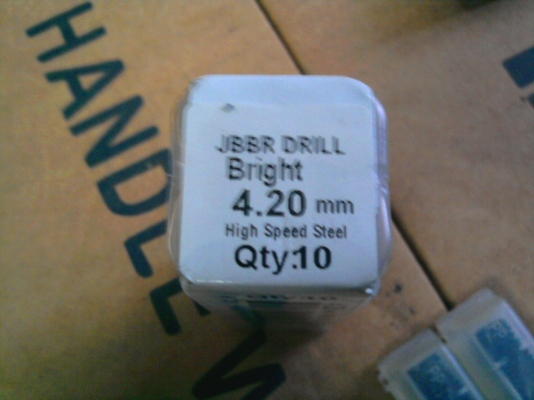 HANDLE W
JBBR DRILL
Bright
4.20 mm
High Speed Steel
Qty:10